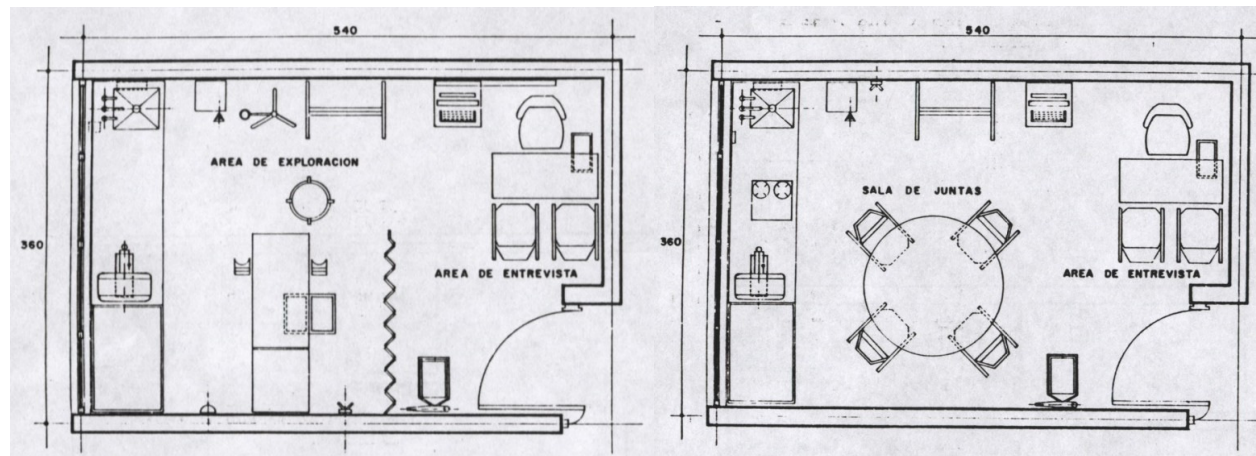 540
AREA DE EXPLORACION
360
AREA DE ENTREVISTA
540
SALA DE JUNTAS
360
AREA DE ENTREVISTA